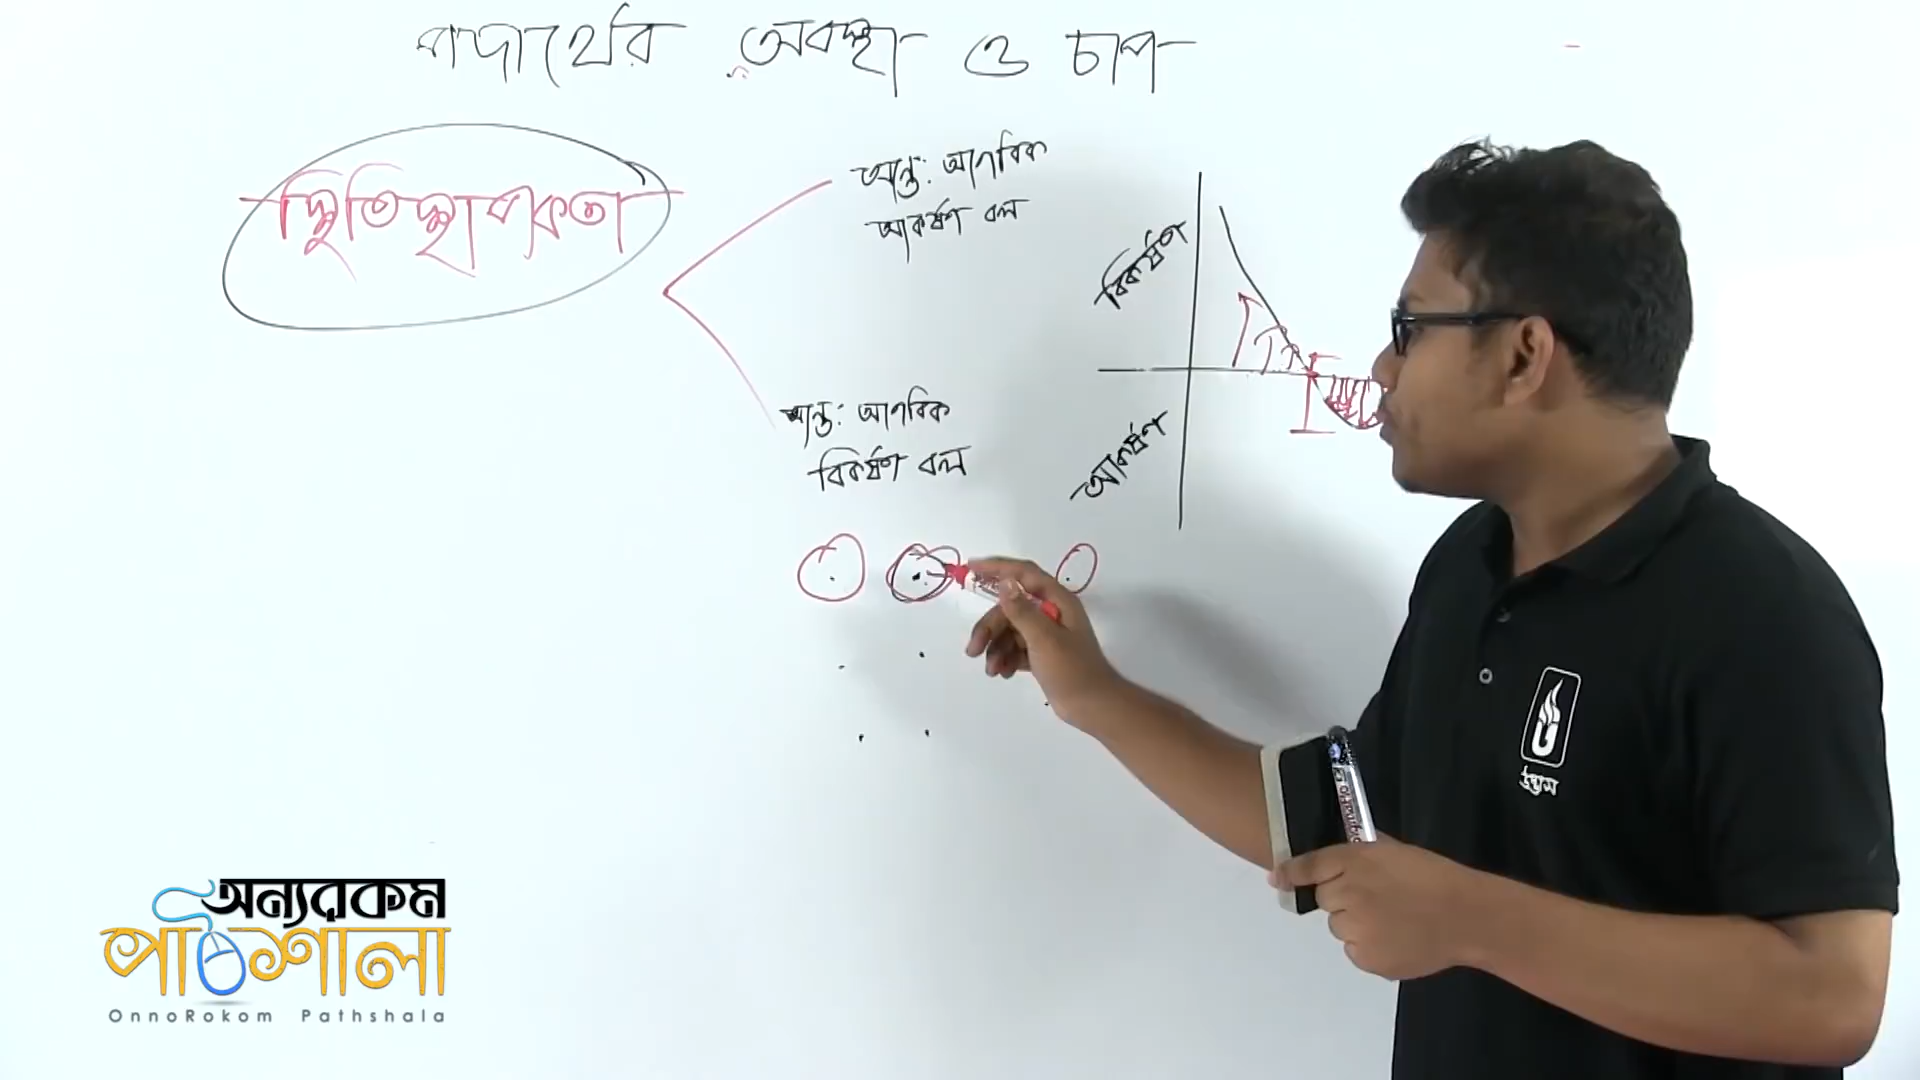 পদার্থের অবস্থা ও চাপ
স্থিতিস্থাপকতা
আন্ত: আণবিক
আকর্ষণ বল
আন্ত: আণবিক
বিকর্ষণ বল
বিকর্ষণ
আকর্ষণ
উদ্ভাস
অন্যরকম
পাঠশালা
OnnoRokom Pathshala